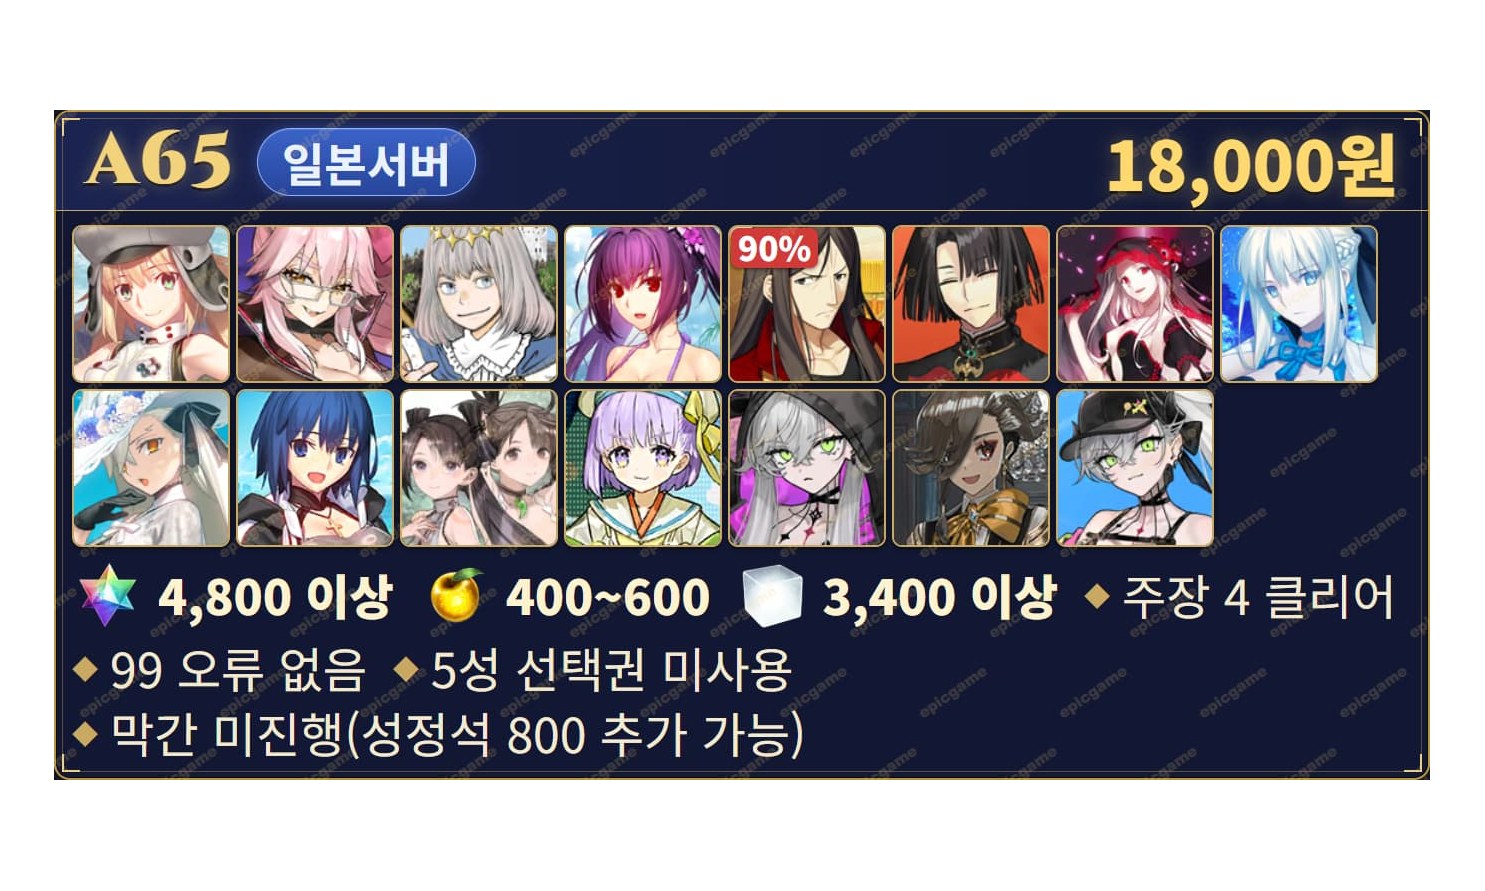 A65 일본서버 18,000원
90%
4,800 이상 400~600 3,400 이상 ◆ 주장 4 클리어
◆ 99 오류 없음 ◆ 5성 선택권 미사용
◆ 막간 미진행(성정석 800 추가 가능)
epicgame